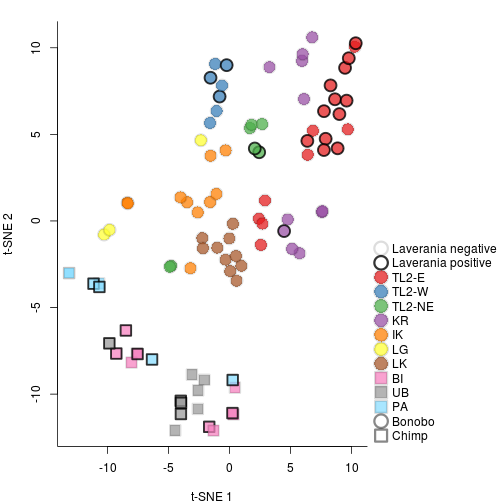 10
5
0
-5
-10
t-SNE 2
-10
-5
0
5
10
t-SNE 1
Laverania negative
Laverania positive
TL2-E
TL2-W
TL2-NE
KR
IK
LG
LK
BI
UB
PA
Bonobo
Chimp